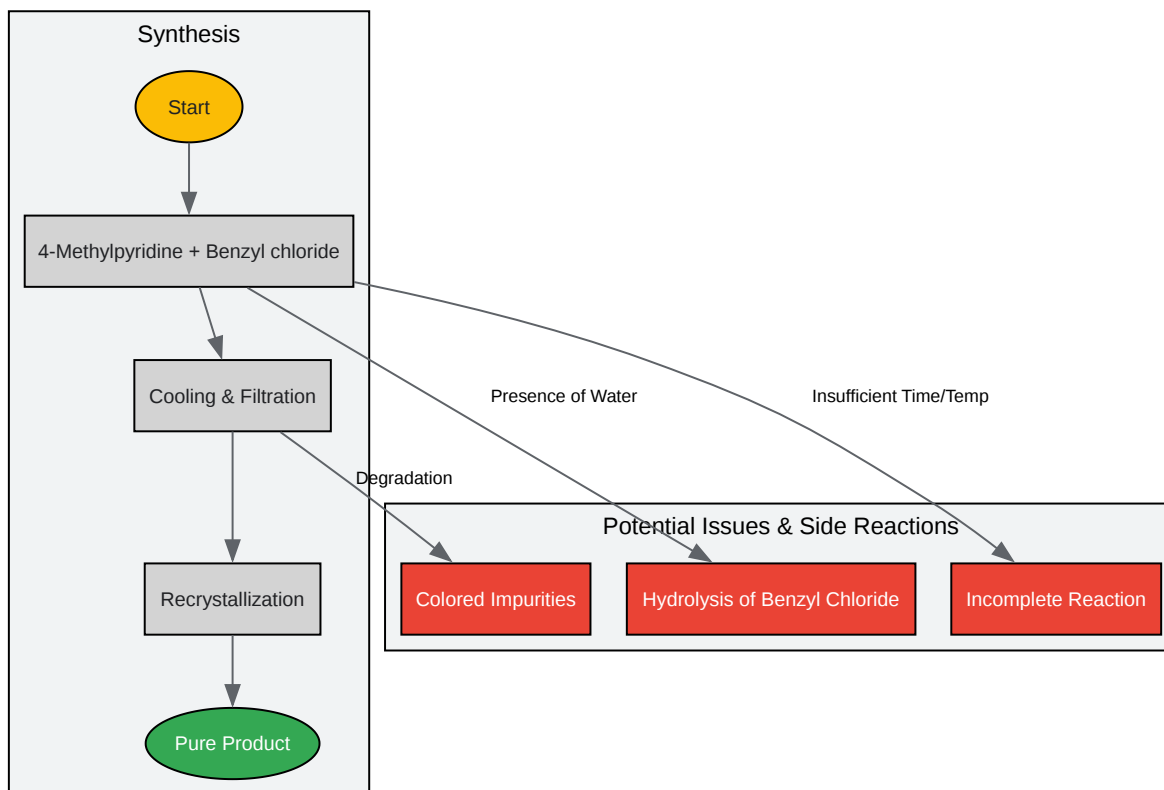 Synthesis
Start
4-Methylpyridine + Benzyl chloride
Cooling & Filtration
Presence of Water
Insufficient Time/Temp
Degradation
Potential Issues & Side Reactions
Recrystallization
Colored Impurities
Hydrolysis of Benzyl Chloride
Incomplete Reaction
Pure Product